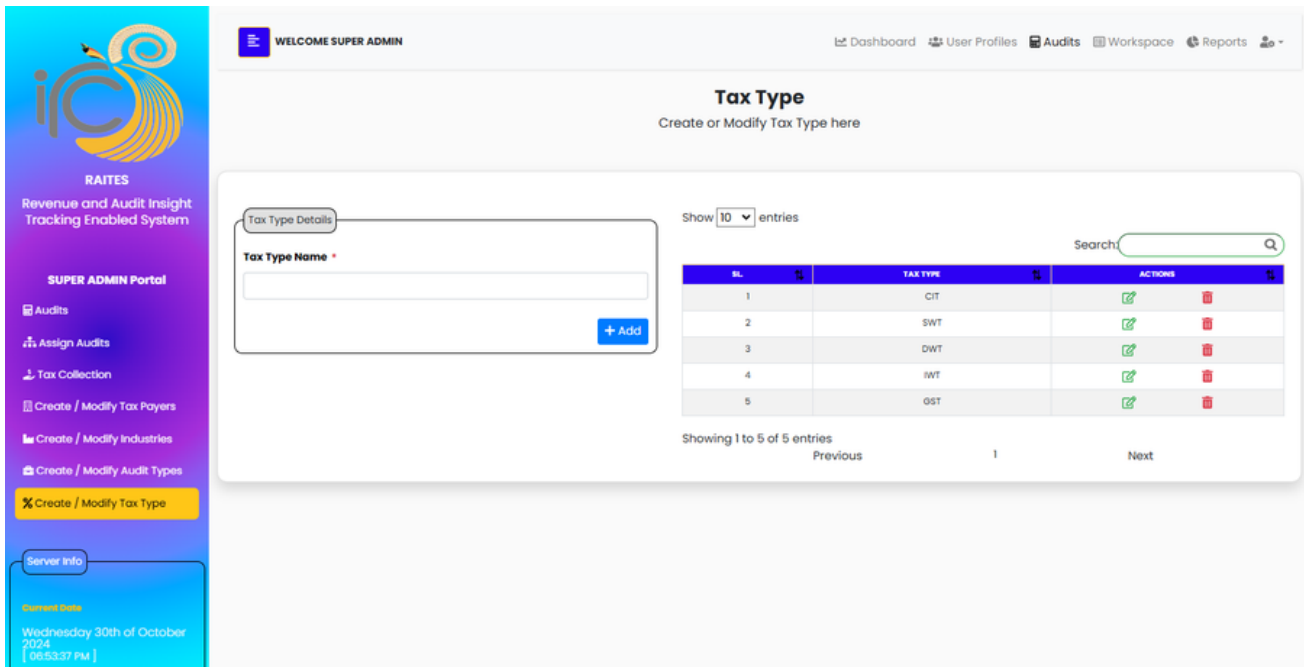 irc
RAITES
Revenue and Audit Insight
Tracking Enabled System
SUPER ADMIN Portal
Audits
Assign Audits
Tax Collection
Create / Modify Tax Payers
Create / Modify Industries
Create / Modify Audit Types
Create / Modify Tax Type
Server Info
Current Date
Wednesday 30th of October
2024
[ 06:53:37 PM ]
WELCOME SUPER ADMIN
Dashboard User Profiles Audits Workspace Reports
Tax Type
Create or Modify Tax Type here
Tax Type Details
Tax Type Name *
+ Add
Show 10 entries
Search:
SL. TAX TYPE ACTIONS
1 CIT
2 SWT
3 DWT
4 IWT
5 GST
Showing 1 to 5 of 5 entries
Previous 1 Next